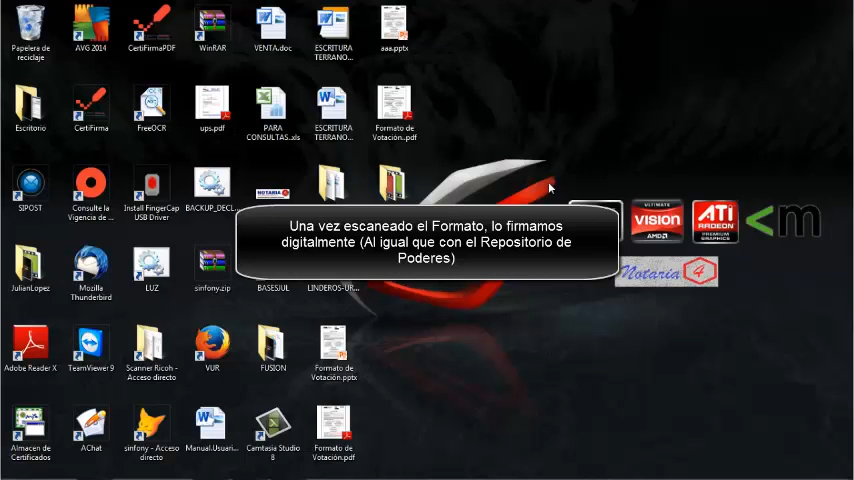 Papelera de
reciclaje
AVG 2014
CertiFirmaPDF
WinRAR
VENTA.doc
ESCRITURA
TERRANO...
aaa.pptx
Escritorio
CertiFirma
FreeOCR
ups.pdf
PARA
CONSULTAS.xls
ESCRITURA
TERRANO...
Formato de
Votación..pdf
SIPOST
Consulte la
Vigencia de ...
Install FingerCap
USB Driver
BACKUP_DECL...
NOTARIA
Una vez escaneado el Formato, lo firmamos
digitalmente (Al igual que con el Repositorio de
Poderes)
ULTIMATE
VISION
AMD
ATI
RADEON
PREMIUM
GRAPHICS
<m
Notaria 4
JulianLopez
Mozilla
Thunderbird
LUZ
sinfony.zip
BASESJUL
LINDEROS-UR...
Adobe Reader X
TeamViewer 9
Scanner Ricoh -
Acceso directo
VUR
FUSION
Formato de
Votación.pptx
Almacen de
Certificados
AChat
sinfony - Acceso
directo
Manual.Usuari...
Camtasia Studio
8
Formato de
Votación.pdf